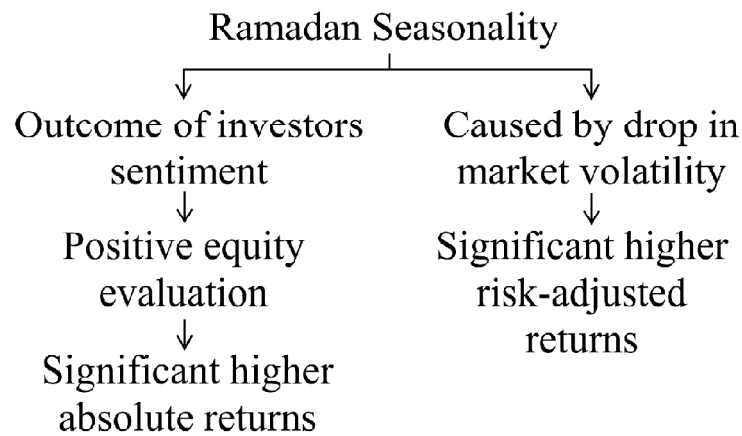 Ramadan Seasonality
Outcome of investors
sentiment
Positive equity
evaluation
Significant higher
absolute returns
Caused by drop in
market volatility
Significant higher
risk-adjusted
returns